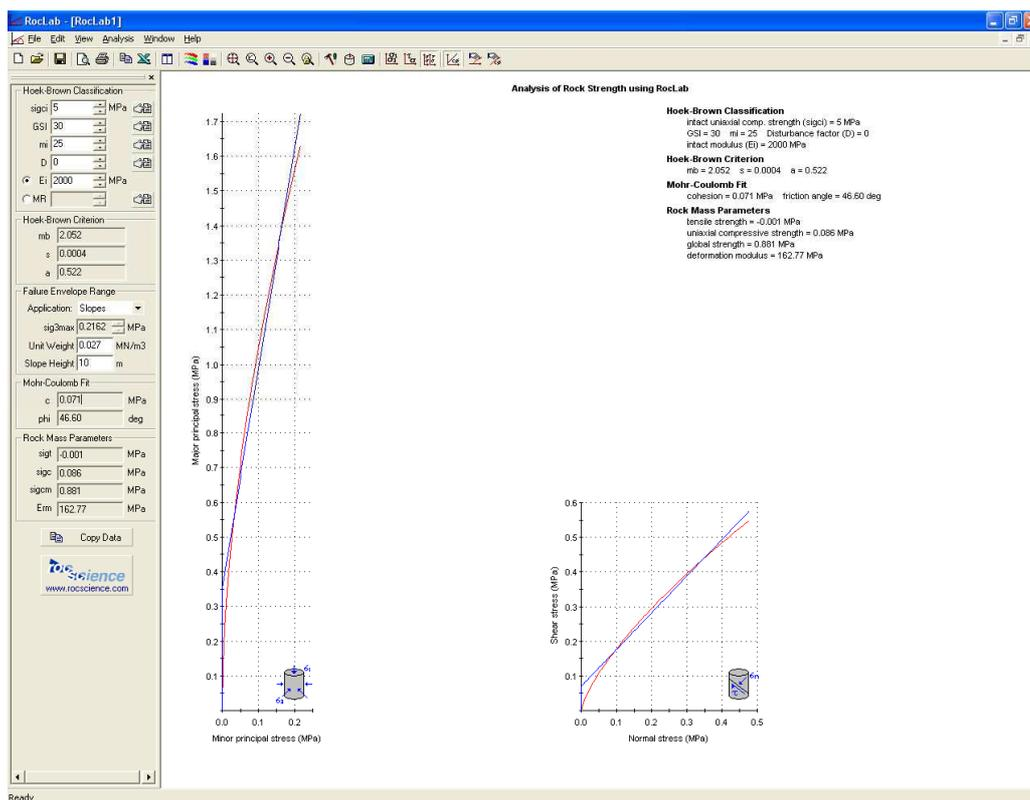 RocLab - [RocLab1]
File Edit View Analysis Window Help
Hoek-Brown Classification
sigci 5 MPa
GSI 30
mi 25
D 0
Ei 2000 MPa
MR
Hoek-Brown Criterion
mb 2.052
s 0.0004
a 0.522
Failure Envelope Range
Application: Slopes
sig3max 0.2162 MPa
Unit Weight 0.027 MN/m3
Slope Height 10 m
Mohr-Coulomb Fit
c 0.071 MPa
phi 46.60 deg
Rock Mass Parameters
sigt -0.001 MPa
sigc 0.086 MPa
sigcm 0.881 MPa
Erm 162.77 MPa
Copy Data
rocscience
www.rocscience.com
Ready
Analysis of Rock Strength using RocLab
Hoek-Brown Classification
intact uniaxial comp. strength (sigci) = 5 MPa
GSI = 30 mi = 25 Disturbance factor (D) = 0
intact modulus (Ei) = 2000 MPa
Hoek-Brown Criterion
mb = 2.052 s = 0.0004 a = 0.522
Mohr-Coulomb Fit
cohesion = 0.071 MPa friction angle = 46.60 deg
Rock Mass Parameters
tensile strength = -0.001 MPa
uniaxial compressive strength = 0.086 MPa
global strength = 0.881 MPa
deformation modulus = 162.77 MPa
Major principal stress (MPa)
1.7
1.6
1.5
1.4
1.3
1.2
1.1
1.0
0.9
0.8
0.7
0.6
0.5
0.4
0.3
0.2
0.1
0.0 0.1 0.2
Minor principal stress (MPa)
σ1
σ3
Shear stress (MPa)
0.6
0.5
0.4
0.3
0.2
0.1
0.0 0.1 0.2 0.3 0.4 0.5
Normal stress (MPa)
σn
τ